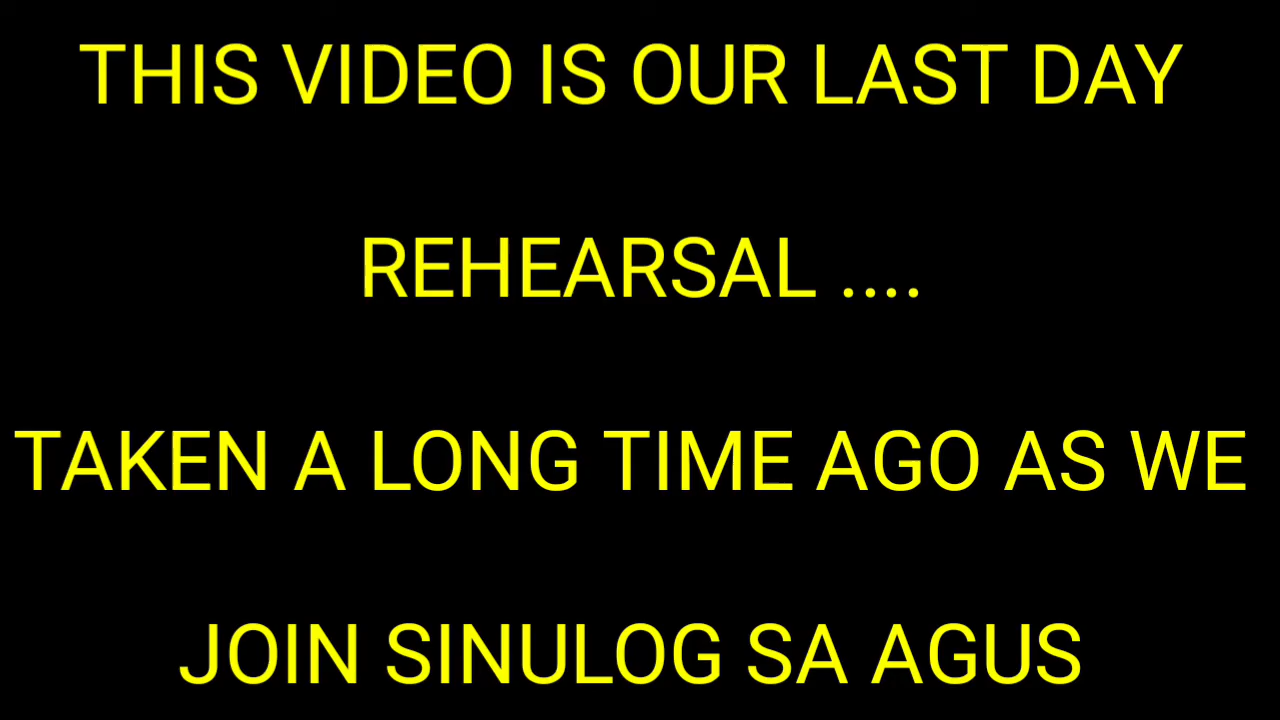 THIS VIDEO IS OUR LAST DAY
REHEARSAL ....
TAKEN A LONG TIME AGO AS WE
JOIN SINULOG SA AGUS